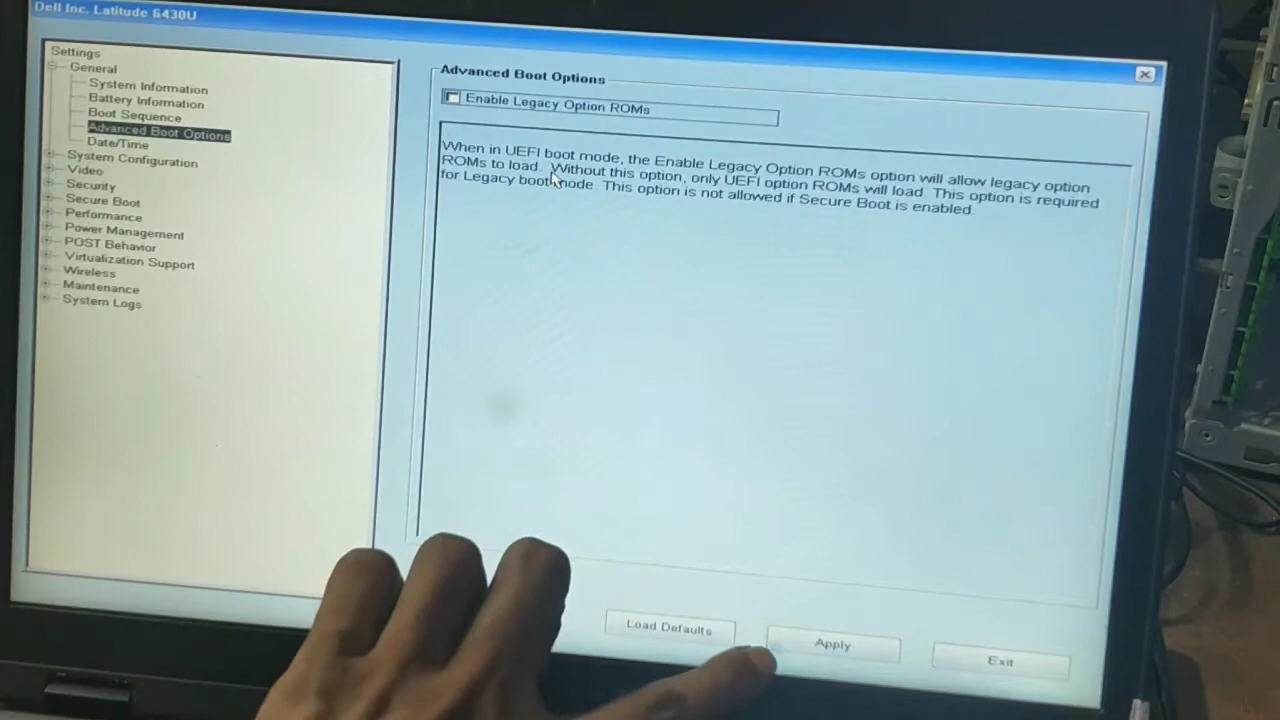 Dell Inc. Latitude 6430U
Settings
General
System Information
Battery Information
Boot Sequence
Advanced Boot Options
Date/Time
System Configuration
Video
Security
Secure Boot
Performance
Power Management
POST Behavior
Virtualization Support
Wireless
Maintenance
System Logs
Advanced Boot Options
Enable Legacy Option ROMs
When in UEFI boot mode, the Enable Legacy Option ROMs option will allow legacy option
ROMs to load. Without this option, only UEFI option ROMs will load. This option is required
for Legacy boot mode. This option is not allowed if Secure Boot is enabled.
Load Defaults
Apply
Exit